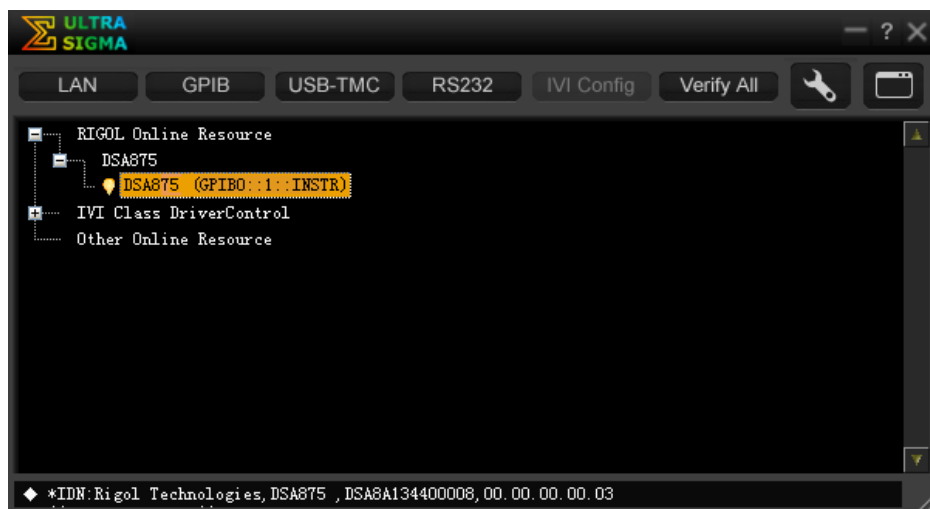 ULTRA
SIGMA
— ? ×
LAN GPIB USB-TMC RS232 IVI Config Verify All
RIGOL Online Resource
DSA875
DSA875 (GPIB0::1::INSTR)
IVI Class DriverControl
Other Online Resource
*IDN:Rigol Technologies,DSA875 ,DSA8A134400008,00.00.00.00.03